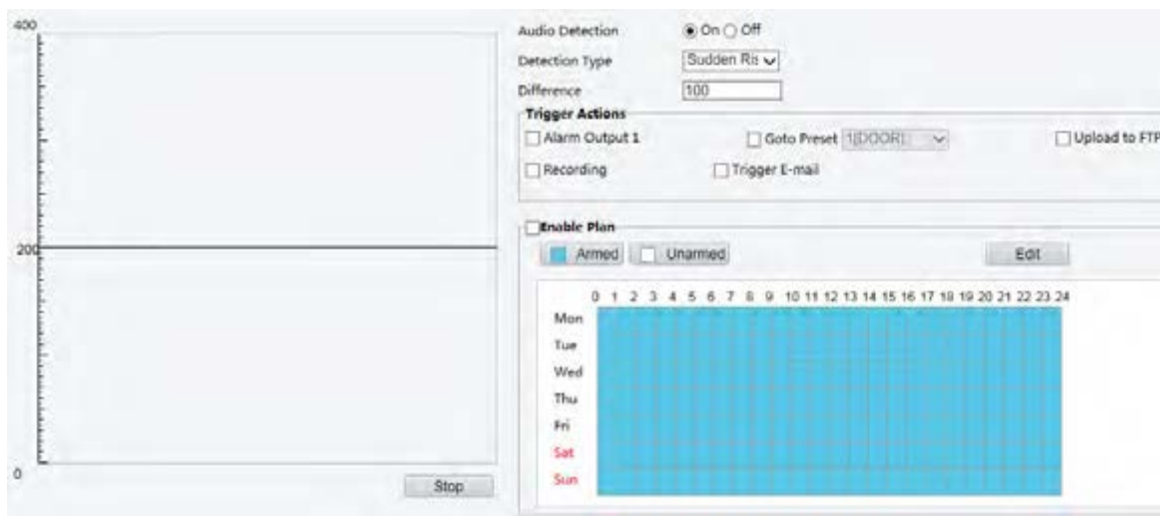 400
200
0
Stop
Audio Detection On Off
Detection Type Sudden Ris
Difference 100
Trigger Actions
Alarm Output 1 Goto Preset 1[DOOR] Upload to FTP
Recording Trigger E-mail
Enable Plan
Armed Unarmed Edit
0 1 2 3 4 5 6 7 8 9 10 11 12 13 14 15 16 17 18 19 20 21 22 23 24
Mon
Tue
Wed
Thu
Fri
Sat
Sun